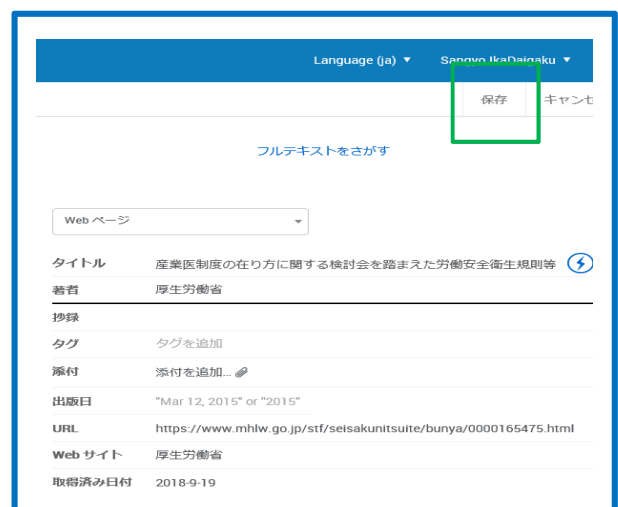 Language (ja) ▼ Sangyo IkaDaigaku ▼
保存 キャンセ
フルテキストをさがす
Web ページ
タイトル 産業医制度の在り方に関する検討会を踏まえた労働安全衛生規則等
著者 厚生労働省
抄録
タグ タグを追加
添付 添付を追加...
出版日 "Mar 12, 2015" or "2015"
URL https://www.mhlw.go.jp/stf/seisakunitsuite/bunya/0000165475.html
Web サイト 厚生労働省
取得済み日付 2018-9-19